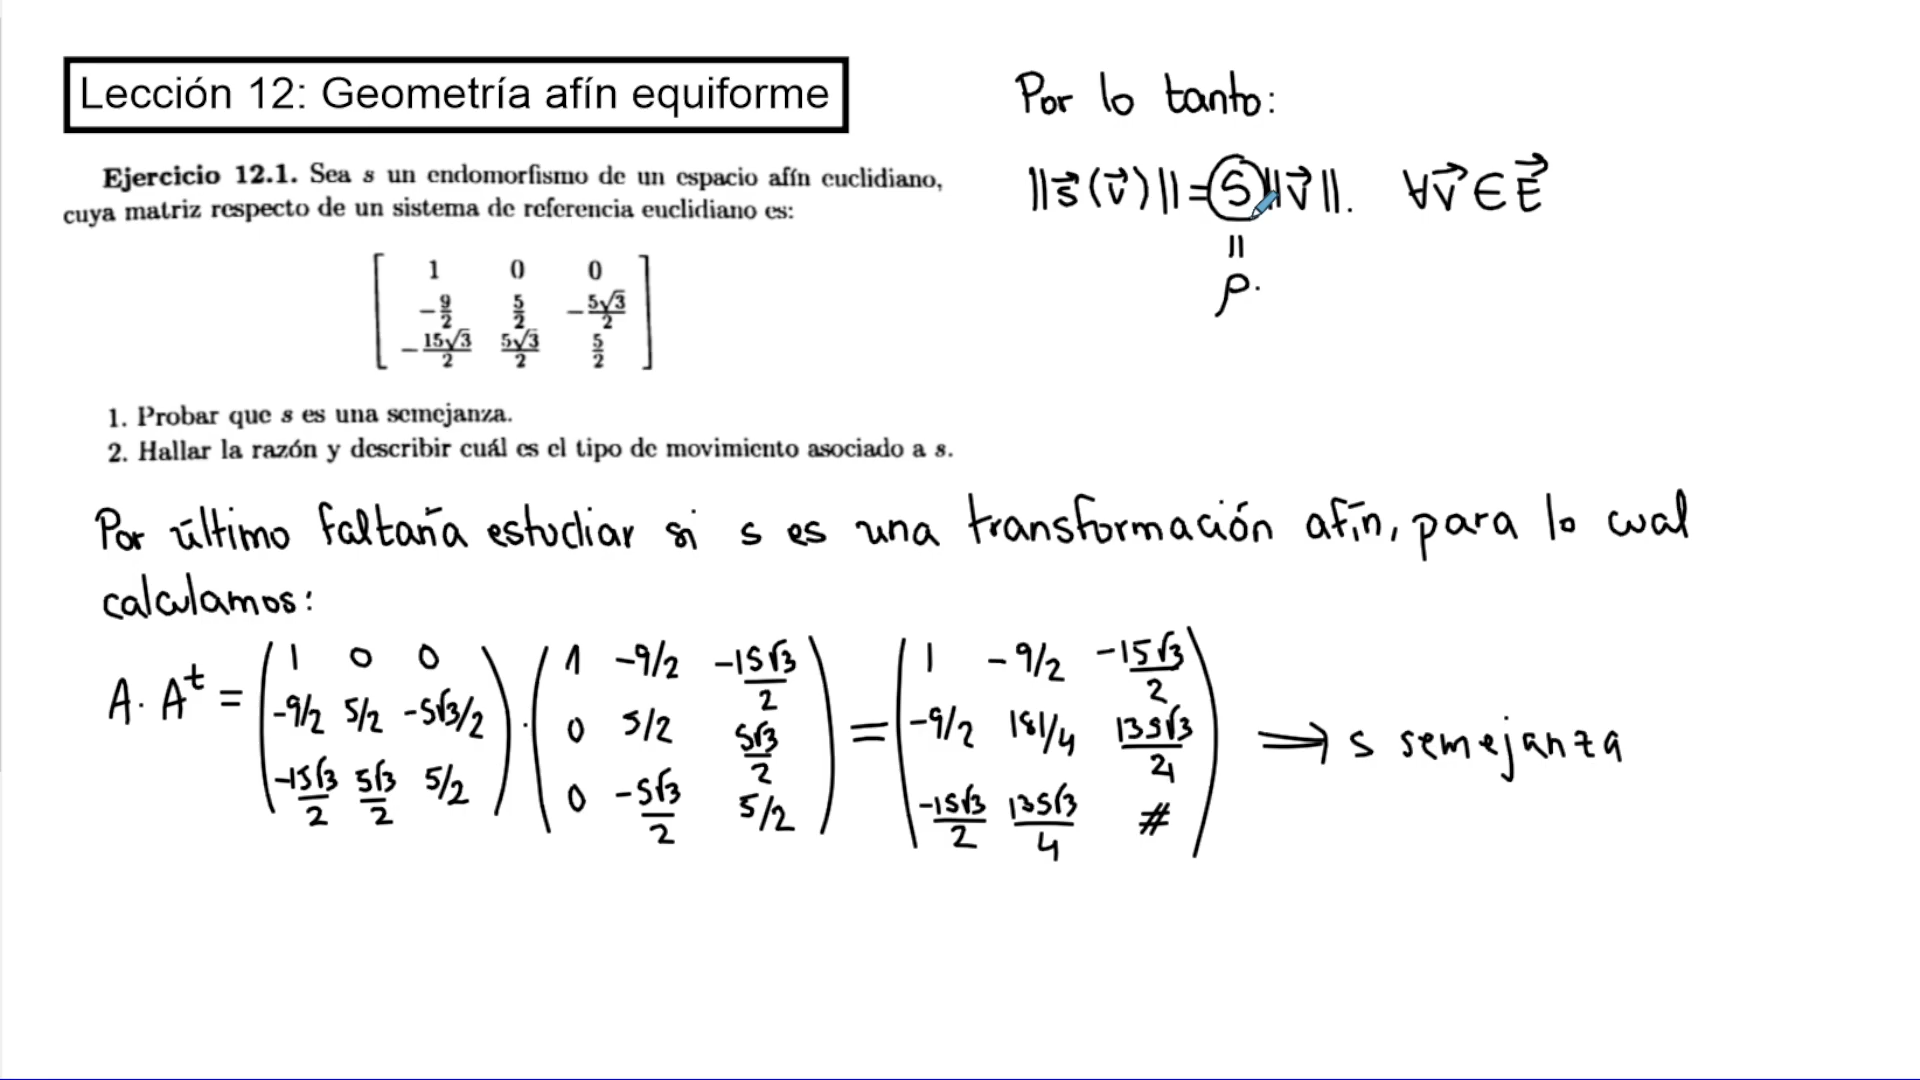 Lección 12: Geometría afín equiforme
Ejercicio 12.1. Sea s un endomorfismo de un espacio afín euclidiano,
cuya matriz respecto de un sistema de referencia euclidiano es:
[ 1 0 0
-9/2 5/2 -5√3/2
-15√3/2 5√3/2 5/2 ]
1. Probar que s es una semejanza.
2. Hallar la razón y describir cuál es el tipo de movimiento asociado a s.
Por lo tanto:
||s⃗(v⃗)|| = 5||v⃗||. ∀v⃗ ∈ E⃗
=
ρ.
Por último faltaría estudiar si s es una transformación afín, para lo cual
calculamos:
A · Aᵗ = ( 1 0 0 ; -9/2 5/2 -5√3/2 ; -15√3/2 5√3/2 5/2 ) · ( 1 -9/2 -15√3/2 ; 0 5/2 5√3/2 ; 0 -5√3/2 5/2 ) = ( 1 -9/2 -15√3/2 ; -9/2 181/4 135√3/4 ; -15√3/2 135√3/4 # ) → s semejanza